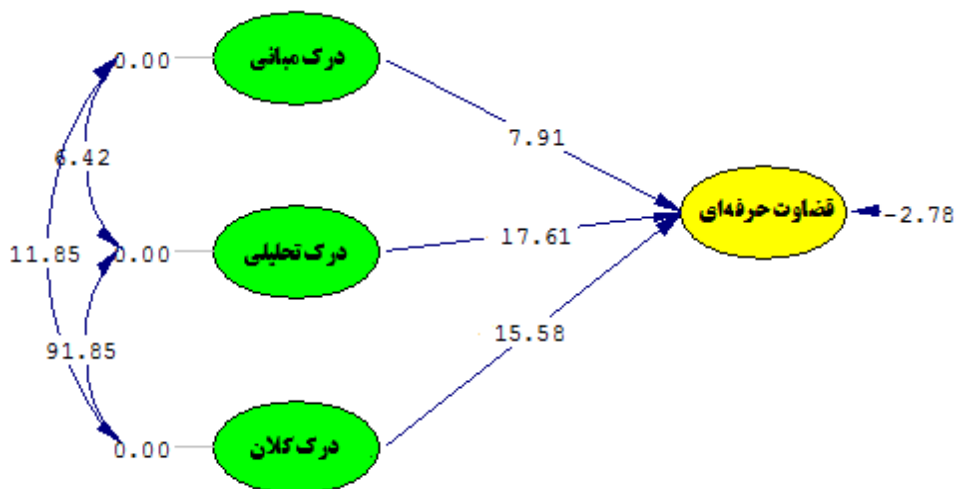 0.00
درک مبانی
6.42
7.91
قضاوت حرفه‌ای
-2.78
0.00
درک تحلیلی
17.61
11.85
91.85
15.58
0.00
درک کلان